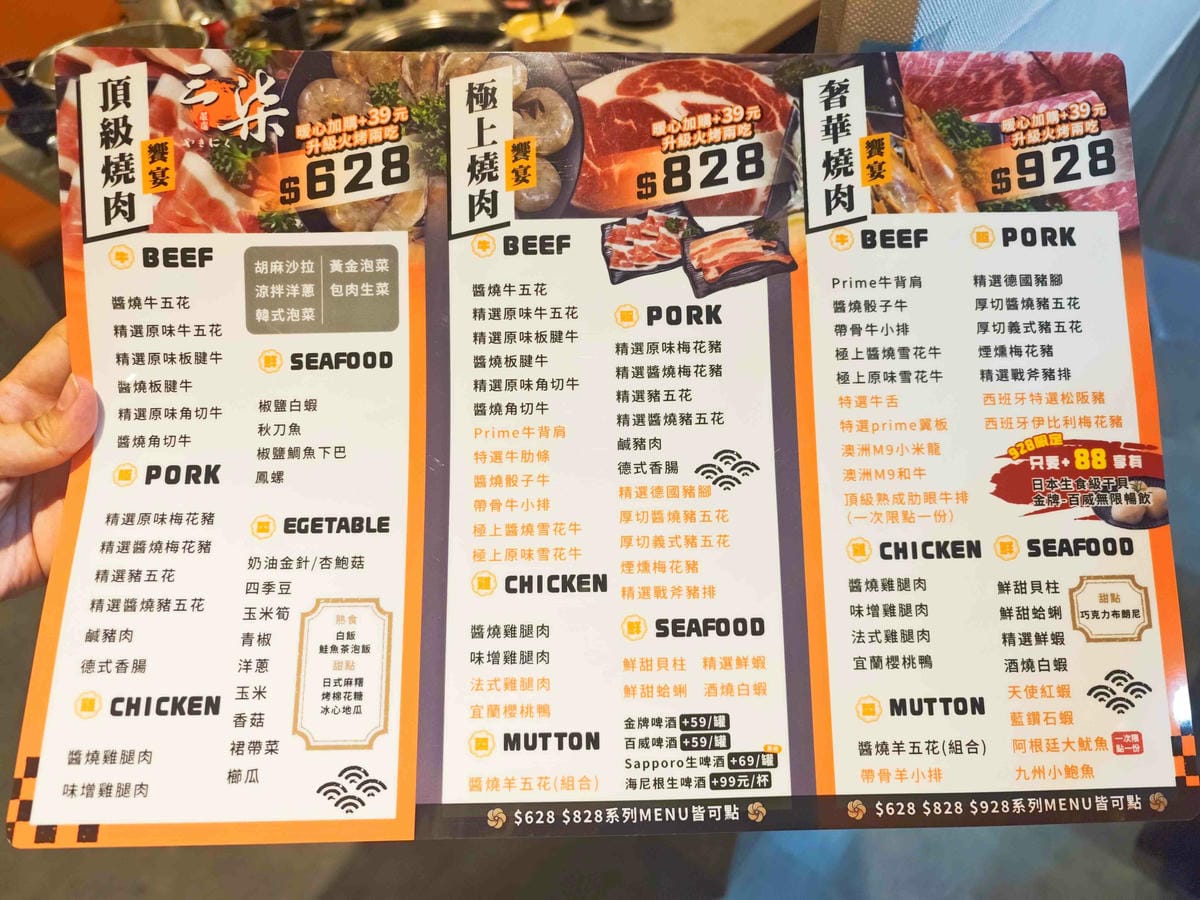 頂級燒肉
饗宴
三柒
やきにく
暖心加購+39元
升級火烤兩吃
$628
BEEF
醬燒牛五花
精選原味牛五花
精選原味板腱牛
醬燒板腱牛
精選原味角切牛
醬燒角切牛
PORK
精選原味梅花豬
精選醬燒梅花豬
精選豬五花
精選醬燒豬五花
鹹豬肉
德式香腸
CHICKEN
醬燒雞腿肉
味增雞腿肉
胡麻沙拉 黃金泡菜
涼拌洋蔥 包肉生菜
韓式泡菜
SEAFOOD
椒鹽白蝦
秋刀魚
椒鹽鯛魚下巴
鳳螺
EGETABLE
奶油金針/杏鮑菇
四季豆
玉米筍
青椒
洋蔥
玉米
香菇
裙帶菜
櫛瓜
熟食
白飯
鮭魚茶泡飯
甜點
日式麻糬
烤棉花糖
冰心地瓜
極上燒肉
饗宴
暖心加購+39元
升級火烤兩吃
$828
牛 BEEF
醬燒牛五花
精選原味牛五花
精選原味板腱牛
醬燒板腱牛
精選原味角切牛
醬燒角切牛
Prime牛背肩
特選牛肋條
醬燒骰子牛
帶骨牛小排
極上醬燒雪花牛
極上原味雪花牛
CHICKEN
醬燒雞腿肉
味增雞腿肉
法式雞腿肉
宜蘭櫻桃鴨
MUTTON
醬燒羊五花(組合)
PORK
精選原味梅花豬
精選醬燒梅花豬
精選豬五花
精選醬燒豬五花
鹹豬肉
德式香腸
精選德國豬腳
厚切醬燒豬五花
厚切義式豬五花
煙燻梅花豬
精選戰斧豬排
鮮 SEAFOOD
鮮甜貝柱 精選鮮蝦
鮮甜蛤蜊 酒燒白蝦
金牌啤酒 +59/罐
百威啤酒 +59/罐
Sapporo生啤酒 +69/罐
海尼根生啤酒 +99元/杯
$628 $828系列MENU皆可點
奢華燒肉
饗宴
暖心加購+39元
升級火烤兩吃
$928
牛 BEEF
Prime牛背肩
醬燒骰子牛
帶骨牛小排
極上醬燒雪花牛
極上原味雪花牛
特選牛舌
特選prime翼板
澳洲M9小米龍
澳洲M9和牛
頂級熟成肋眼牛排
(一次限點一份)
CHICKEN
醬燒雞腿肉
味增雞腿肉
法式雞腿肉
宜蘭櫻桃鴨
MUTTON
醬燒羊五花(組合)
帶骨羊小排
PORK
精選德國豬腳
厚切醬燒豬五花
厚切義式豬五花
煙燻梅花豬
精選戰斧豬排
西班牙特選松阪豬
西班牙伊比利梅花豬
928限定
只要+88享有
日本生食級干貝
金牌·百威無限暢飲
鮮 SEAFOOD
鮮甜貝柱
鮮甜蛤蜊
精選鮮蝦
酒燒白蝦
天使紅蝦
藍鑽石蝦
阿根廷大魷魚 一次限點一份
九州小鮑魚
甜點
巧克力布朗尼
$628 $828 $928系列MENU皆可點